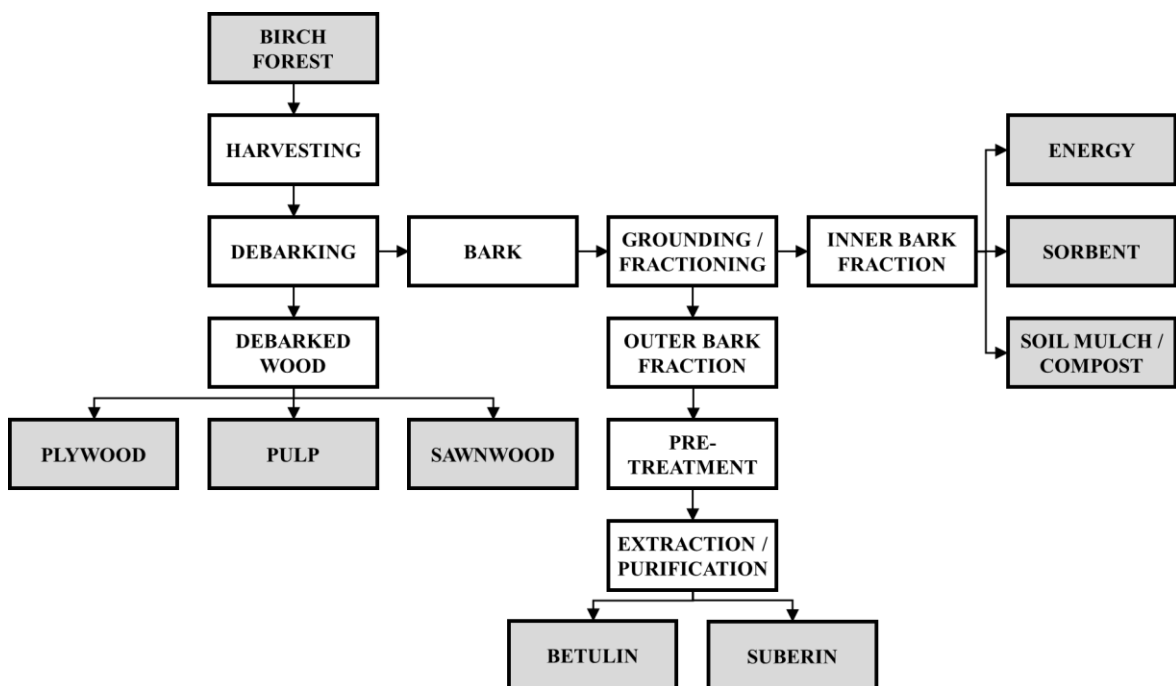 BIRCH
FOREST
HARVESTING
ENERGY
DEBARKING
BARK
GROUNDING /
FRACTIONING
INNER BARK
FRACTION
SORBENT
DEBARKED
WOOD
OUTER BARK
FRACTION
SOIL MULCH /
COMPOST
PLYWOOD
PULP
SAWNWOOD
PRE-
TREATMENT
EXTRACTION /
PURIFICATION
BETULIN
SUBERIN